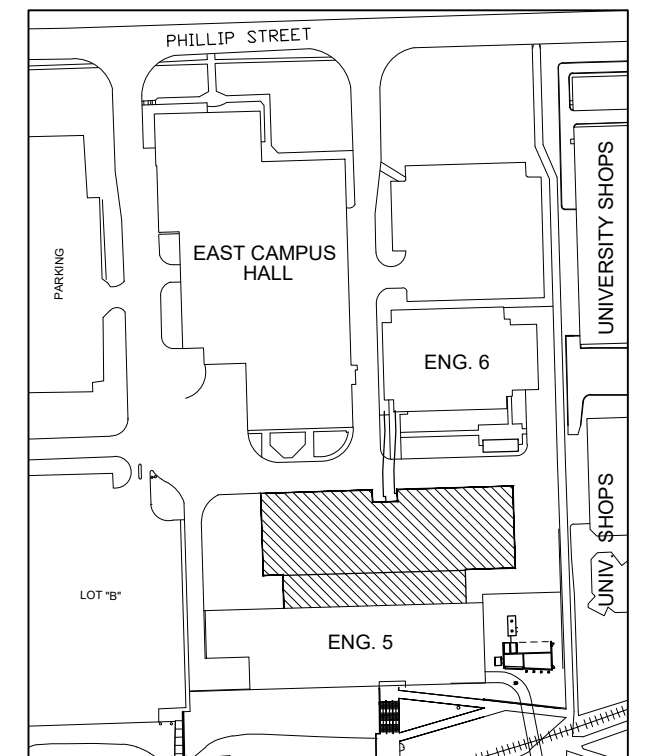 PHILLIP STREET
UNIVERSITY SHOPS
PARKING
EAST CAMPUS
HALL
ENG. 6
UNIV SHOPS
LOT "B"
ENG. 5